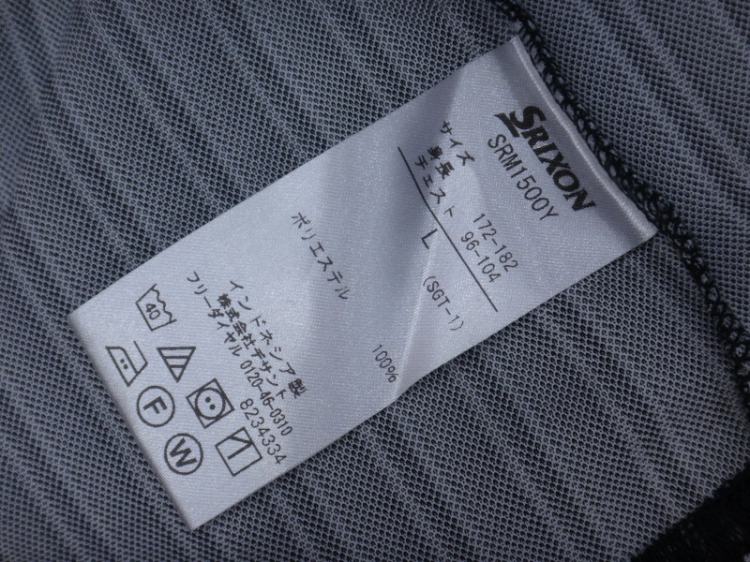 SRIXON
SRM1500Y
サイズ
身長 172-182
チェスト 96-104
L (SGT-1)
ポリエステル 100%
インドネシア製
株式会社デサント
フリーダイヤル 0120-46-0310
8234334
40
F
W